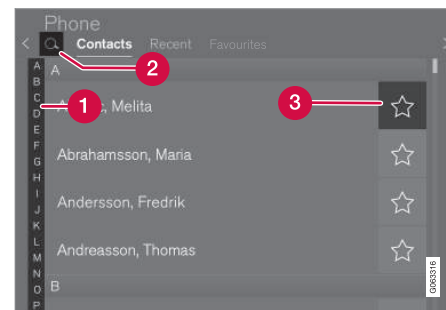 Phone
Contacts Recent Favourites
A
B
C
D
E
F
G
H
I
J
K
L
M
N
O
P
A
Melita
Abrahamsson, Maria
Andersson, Fredrik
Andreasson, Thomas
B
1
2
3
G063316